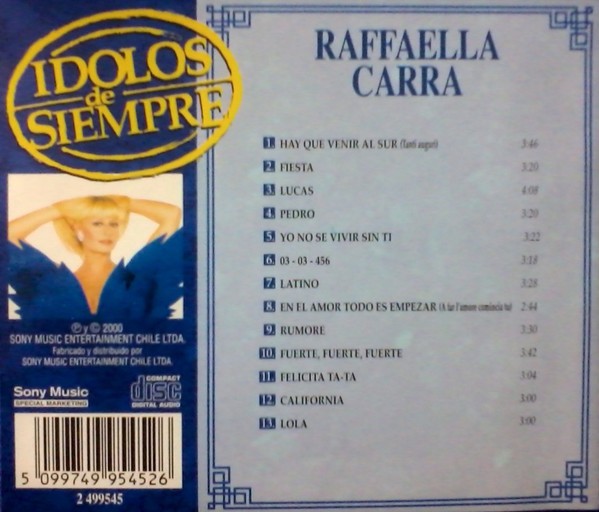 IDOLOS
de
SIEMPRE
℗ y © 2000
SONY MUSIC ENTERTAINMENT CHILE LTDA.
Fabricado y distribuido por
SONY MUSIC ENTERTAINMENT CHILE LTDA.
Sony Music
SPECIAL MARKETING
COMPACT
disc
DIGITAL AUDIO
5 099749 954526
2 499545
RAFFAELLA
CARRA
1. HAY QUE VENIR AL SUR (Tanti auguri) 3:46
2. FIESTA 3:20
3. LUCAS 4:08
4. PEDRO 3:20
5. YO NO SE VIVIR SIN TI 3:22
6. 03 - 03 - 456 3:18
7. LATINO 3:28
8. EN EL AMOR TODO ES EMPEZAR (A far l'amore comincia tu) 2:44
9. RUMORE 3:30
10. FUERTE, FUERTE, FUERTE 3:42
11. FELICITA TA-TA 3:04
12. CALIFORNIA 3:00
13. LOLA 3:00